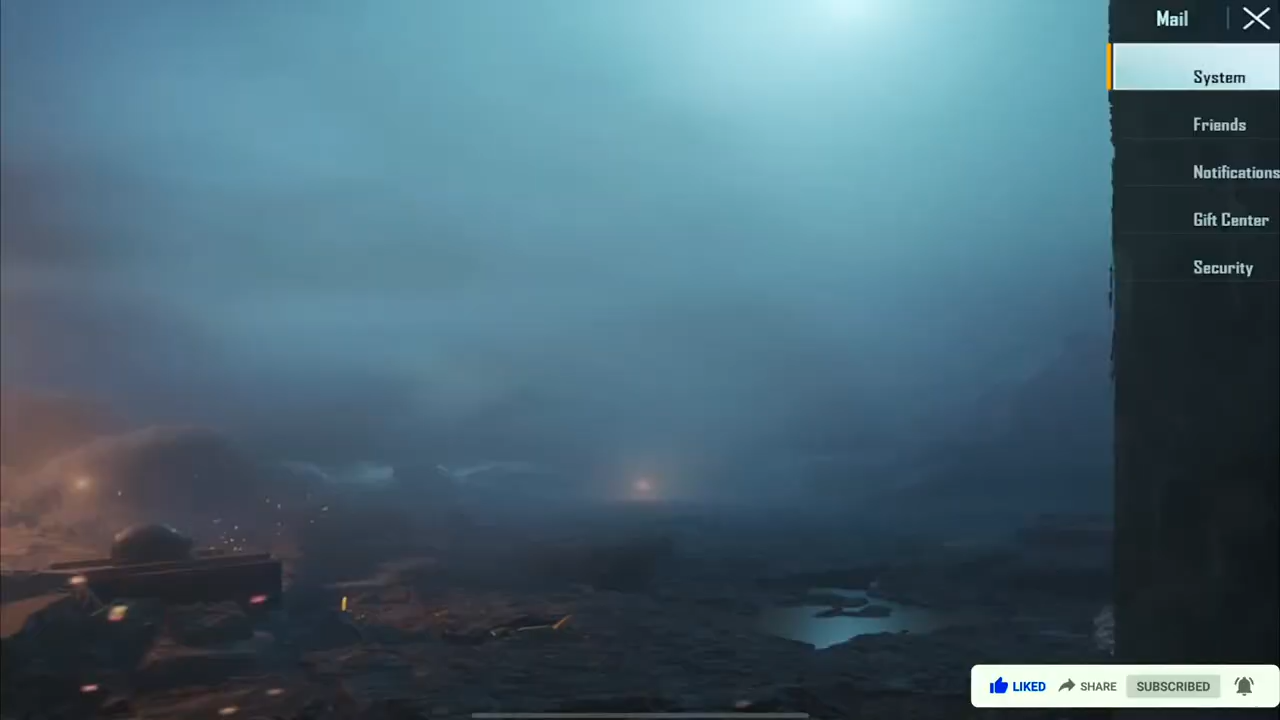 Mail
System
Friends
Notifications
Gift Center
Security
LIKED SHARE SUBSCRIBED